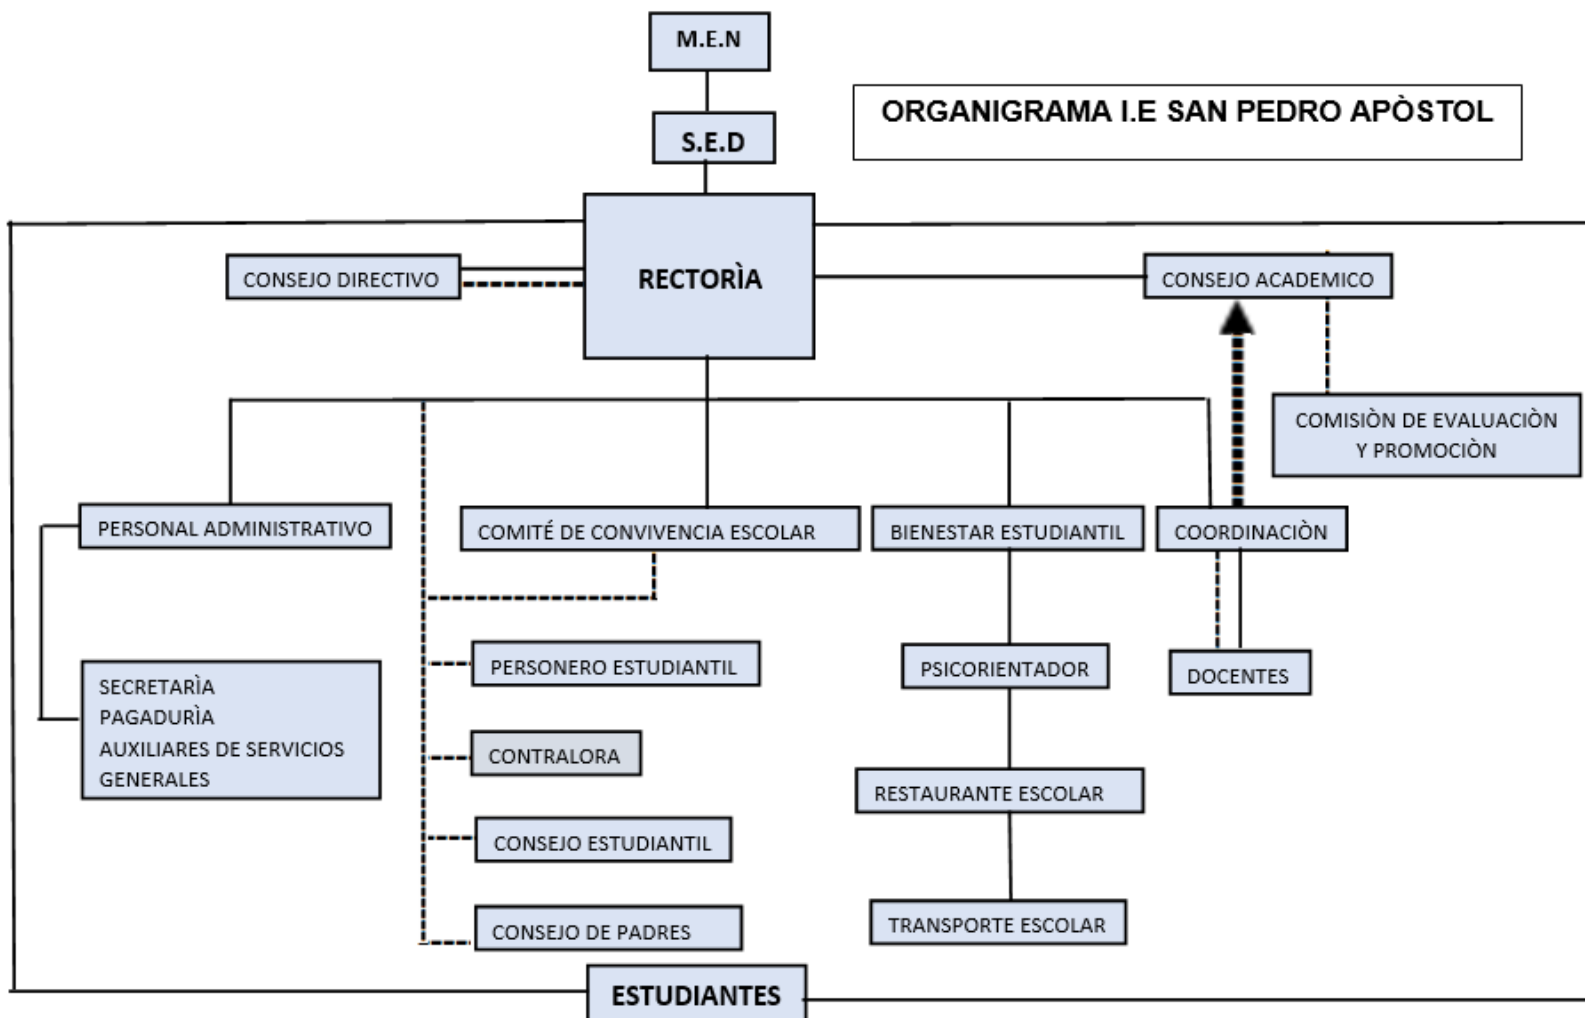 M.E.N
ORGANIGRAMA I.E SAN PEDRO APÒSTOL
S.E.D
CONSEJO DIRECTIVO
RECTORÌA
CONSEJO ACADEMICO
COMISIÒN DE EVALUACIÒN
Y PROMOCIÒN
PERSONAL ADMINISTRATIVO
COMITÉ DE CONVIVENCIA ESCOLAR
BIENESTAR ESTUDIANTIL
COORDINACIÒN
SECRETARÌA
PAGADURÌA
AUXILIARES DE SERVICIOS
GENERALES
PERSONERO ESTUDIANTIL
PSICORIENTADOR
DOCENTES
CONTRALORA
RESTAURANTE ESCOLAR
CONSEJO ESTUDIANTIL
CONSEJO DE PADRES
TRANSPORTE ESCOLAR
ESTUDIANTES